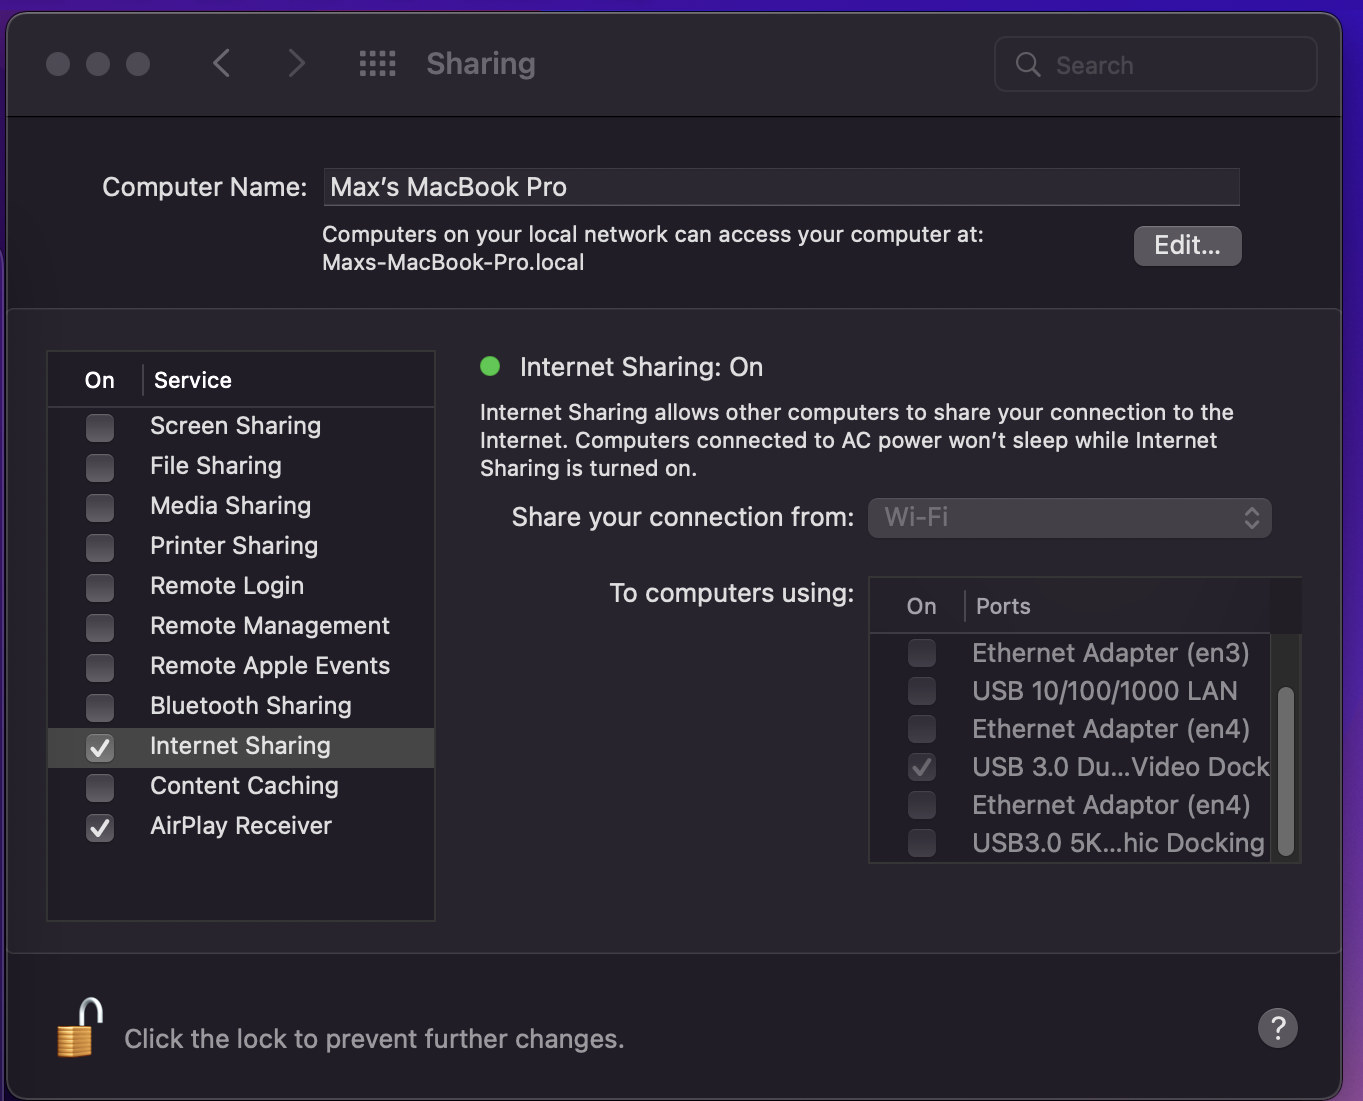 Sharing
Search
Computer Name:
Max’s MacBook Pro
Computers on your local network can access your computer at:
Maxs-MacBook-Pro.local
Edit...
On
Service
Screen Sharing
File Sharing
Media Sharing
Printer Sharing
Remote Login
Remote Management
Remote Apple Events
Bluetooth Sharing
Internet Sharing
Content Caching
AirPlay Receiver
Internet Sharing: On
Internet Sharing allows other computers to share your connection to the
Internet. Computers connected to AC power won’t sleep while Internet
Sharing is turned on.
Share your connection from:
Wi-Fi
To computers using:
On
Ports
Ethernet Adapter (en3)
USB 10/100/1000 LAN
Ethernet Adapter (en4)
USB 3.0 Du...Video Dock
Ethernet Adaptor (en4)
USB3.0 5K...hic Docking
Click the lock to prevent further changes.
?